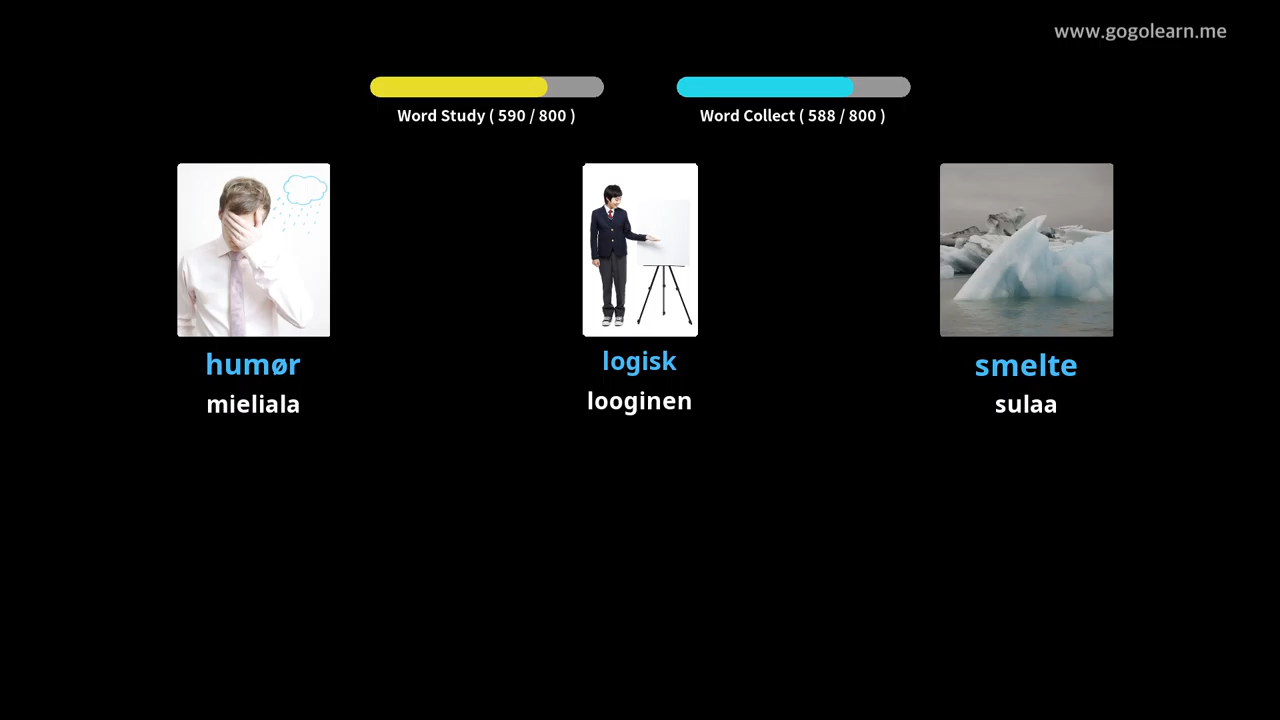 www.gogolearn.me
Word Study ( 590 / 800 )
Word Collect ( 588 / 800 )
humør
mieliala
logisk
looginen
smelte
sulaa